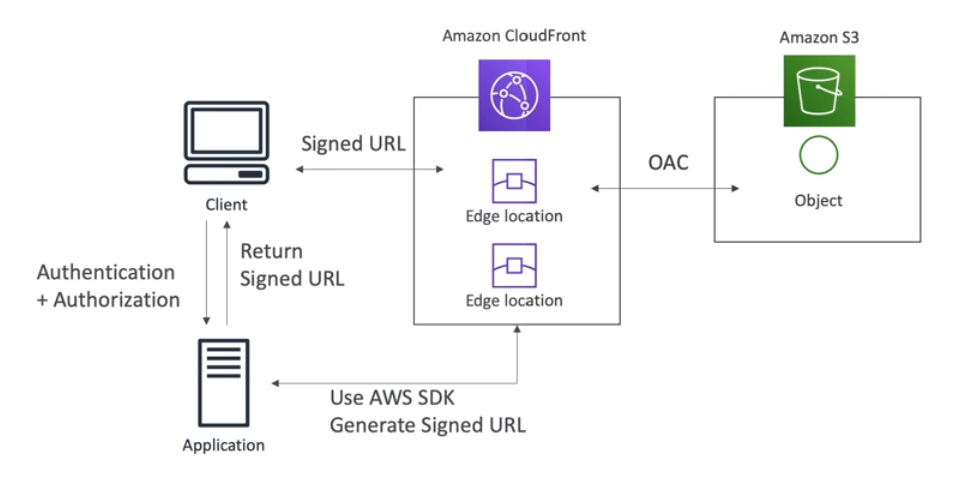 Amazon CloudFront
Amazon S3
Signed URL
OAC
Client
Edge location
Object
Return
Signed URL
Authentication
+ Authorization
Edge location
Use AWS SDK
Generate Signed URL
Application